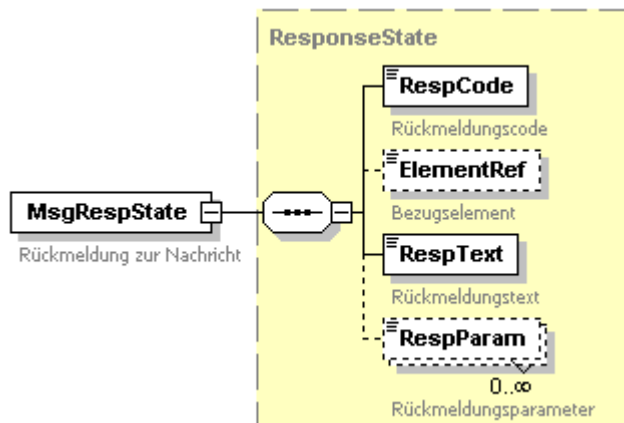 ResponseState
RespCode
Rückmeldungscode
ElementRef
Bezugselement
MsgRespState
Rückmeldung zur Nachricht
RespText
Rückmeldungstext
RespParam
0..∞
Rückmeldungsparameter